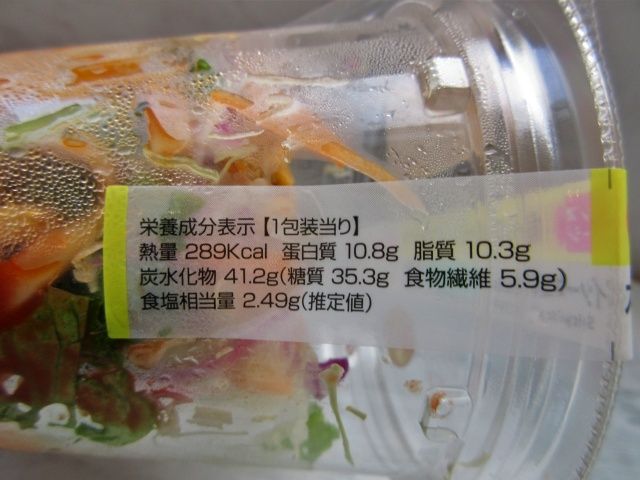 栄養成分表示【1包装当り】
熱量 289Kcal 蛋白質 10.8g 脂質 10.3g
炭水化物 41.2g(糖質 35.3g 食物繊維 5.9g)
食塩相当量 2.49g(推定値)